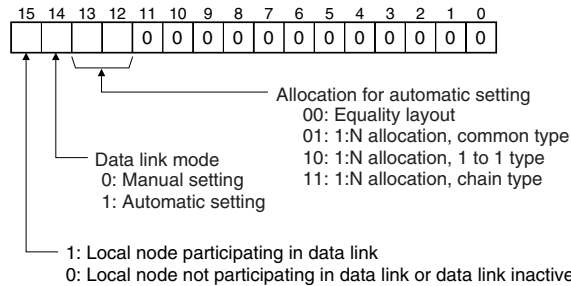 15 14 13 12 11 10 9 8 7 6 5 4 3 2 1 0
0 0 0 0 0 0 0 0 0 0 0 0
Allocation for automatic setting
00: Equality layout
01: 1:N allocation, common type
10: 1:N allocation, 1 to 1 type
11: 1:N allocation, chain type
Data link mode
0: Manual setting
1: Automatic setting
1: Local node participating in data link
0: Local node not participating in data link or data link inactive